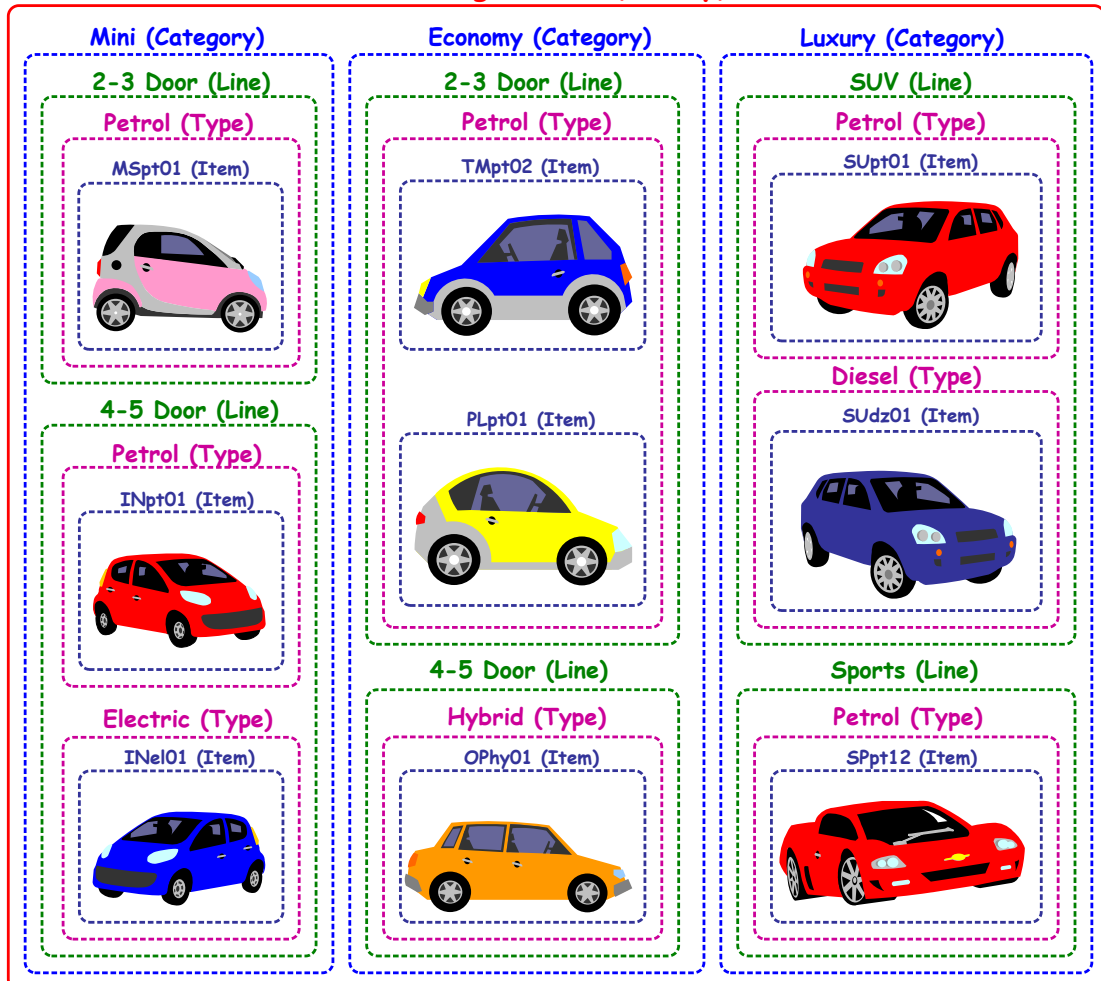 Mini (Category)
2-3 Door (Line)
Petrol (Type)
MSpt01 (Item)
4-5 Door (Line)
Petrol (Type)
INpt01 (Item)
Electric (Type)
INel01 (Item)
Economy (Category)
2-3 Door (Line)
Petrol (Type)
TMpt02 (Item)
PLpt01 (Item)
4-5 Door (Line)
Hybrid (Type)
OPhy01 (Item)
Luxury (Category)
SUV (Line)
Petrol (Type)
SUpt01 (Item)
Diesel (Type)
SUdz01 (Item)
Sports (Line)
Petrol (Type)
SPpt12 (Item)